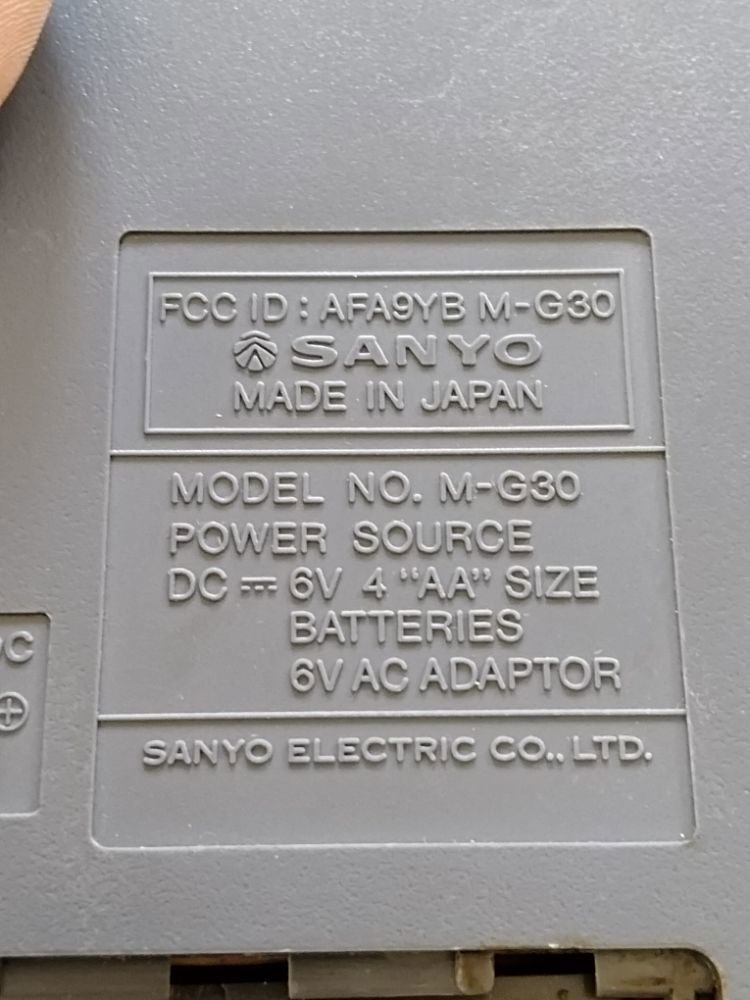 FCC ID : AFA9YB M-G30
SANYO
MADE IN JAPAN
MODEL NO. M-G30
POWER SOURCE
DC ⎓ 6V 4 “AA” SIZE
BATTERIES
6V AC ADAPTOR
SANYO ELECTRIC CO., LTD.